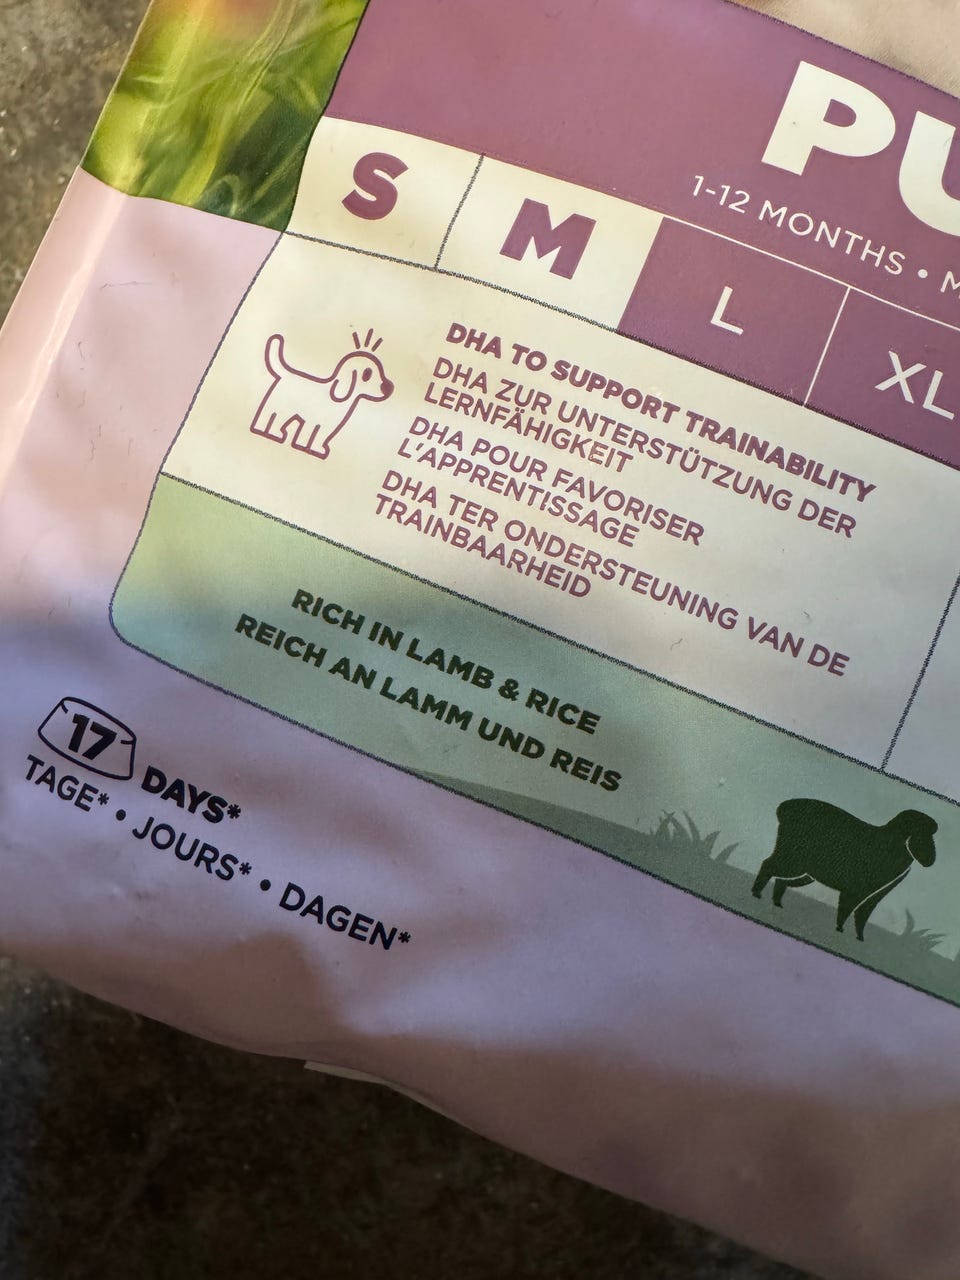 PU
1-12 MONTHS • M
S M L XL
DHA TO SUPPORT TRAINABILITY
DHA ZUR UNTERSTÜTZUNG DER
LERNFÄHIGKEIT
DHA POUR FAVORISER
L'APPRENTISSAGE
DHA TER ONDERSTEUNING VAN DE
TRAINBAARHEID
RICH IN LAMB & RICE
REICH AN LAMM UND REIS
17 DAYS*
TAGE* • JOURS* • DAGEN*